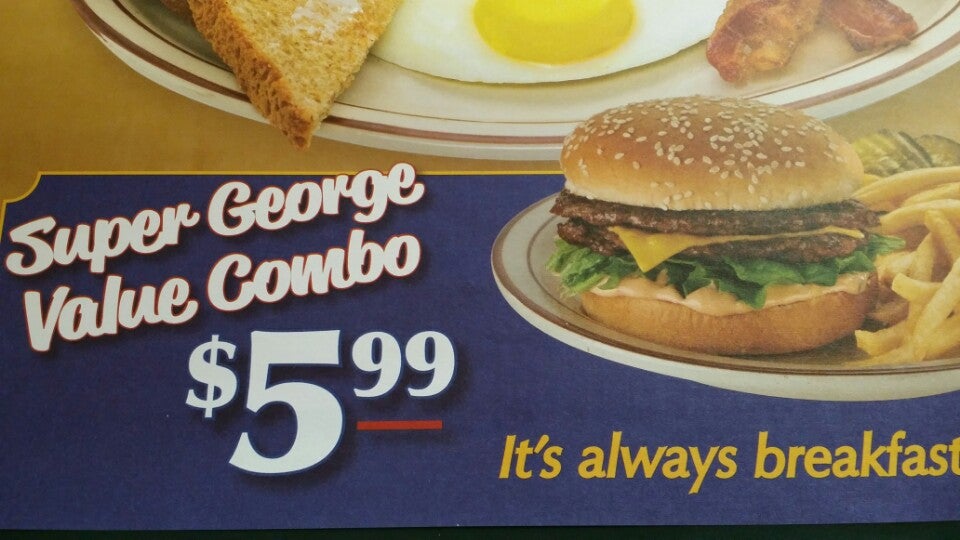 Super George
Value Combo
$5.99
It's always breakfast